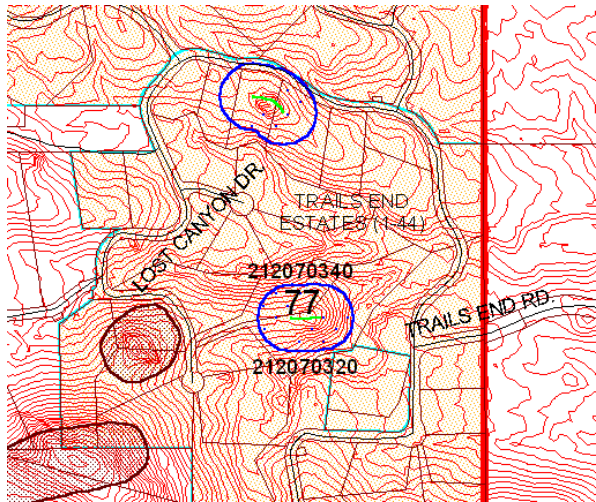 TRAILS END
ESTATES (1-44)
LOST CANYON DR.
212070340
77
TRAILS END RD.
212070320